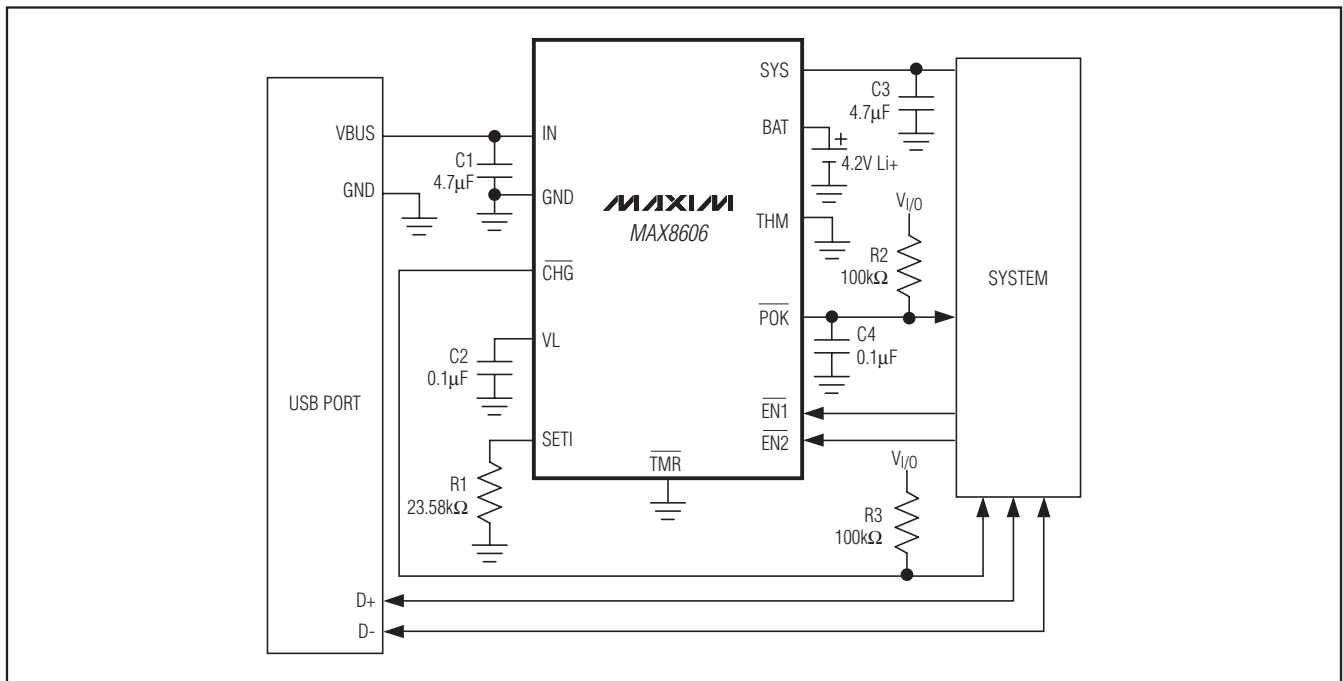 VBUS
GND
USB PORT
D+
D-
C1
4.7µF
C2
0.1µF
R1
23.58kΩ
IN
GND
CHG
VL
SETI
MAXIM
MAX8606
TMR
SYS
BAT
THM
POK
EN1
EN2
C3
4.7µF
+
4.2V Li+
VI/O
R2
100kΩ
C4
0.1µF
VI/O
R3
100kΩ
SYSTEM